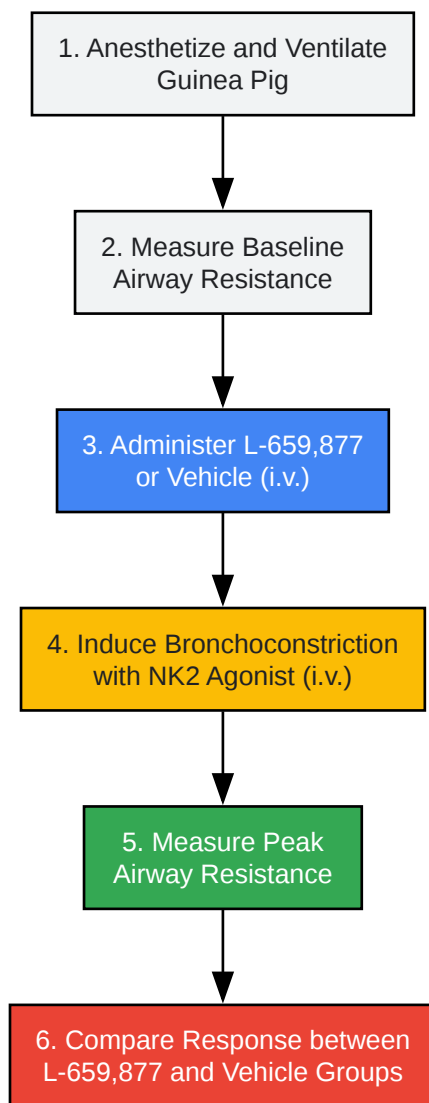 1. Anesthetize and Ventilate
Guinea Pig
2. Measure Baseline
Airway Resistance
3. Administer L-659,877
or Vehicle (i.v.)
4. Induce Bronchoconstriction
with NK2 Agonist (i.v.)
5. Measure Peak
Airway Resistance
6. Compare Response between
L-659,877 and Vehicle Groups